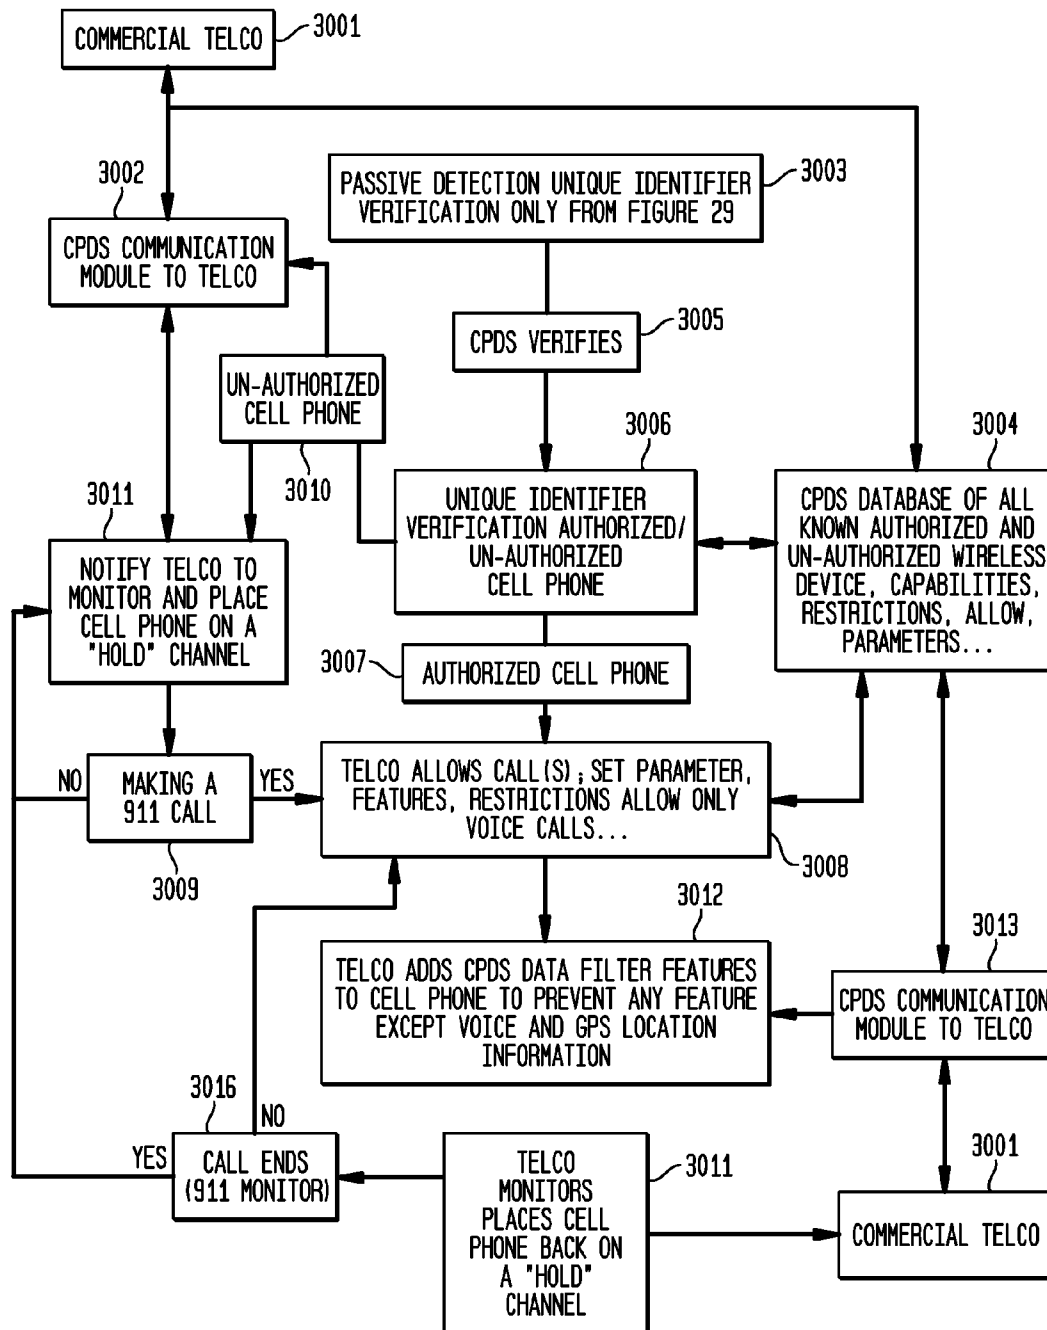 COMMERCIAL TELCO
3001
3002
CPDS COMMUNICATION
MODULE TO TELCO
PASSIVE DETECTION UNIQUE IDENTIFIER
VERIFICATION ONLY FROM FIGURE 29
3003
CPDS VERIFIES
3005
UN-AUTHORIZED
CELL PHONE
3010
3006
UNIQUE IDENTIFIER
VERIFICATION AUTHORIZED/
UN-AUTHORIZED
CELL PHONE
3004
CPDS DATABASE OF ALL
KNOWN AUTHORIZED AND
UN-AUTHORIZED WIRELESS
DEVICE, CAPABILITIES,
RESTRICTIONS, ALLOW,
PARAMETERS...
3011
NOTIFY TELCO TO
MONITOR AND PLACE
CELL PHONE ON A
"HOLD" CHANNEL
3007
AUTHORIZED CELL PHONE
NO
MAKING A
911 CALL
YES
3009
TELCO ALLOWS CALL(S); SET PARAMETER,
FEATURES, RESTRICTIONS ALLOW ONLY
VOICE CALLS...
3008
3012
TELCO ADDS CPDS DATA FILTER FEATURES
TO CELL PHONE TO PREVENT ANY FEATURE
EXCEPT VOICE AND GPS LOCATION
INFORMATION
3013
CPDS COMMUNICATION
MODULE TO TELCO
3016
NO
YES
CALL ENDS
(911 MONITOR)
TELCO
MONITORS
PLACES CELL
PHONE BACK ON
A "HOLD"
CHANNEL
3011
3001
COMMERCIAL TELCO